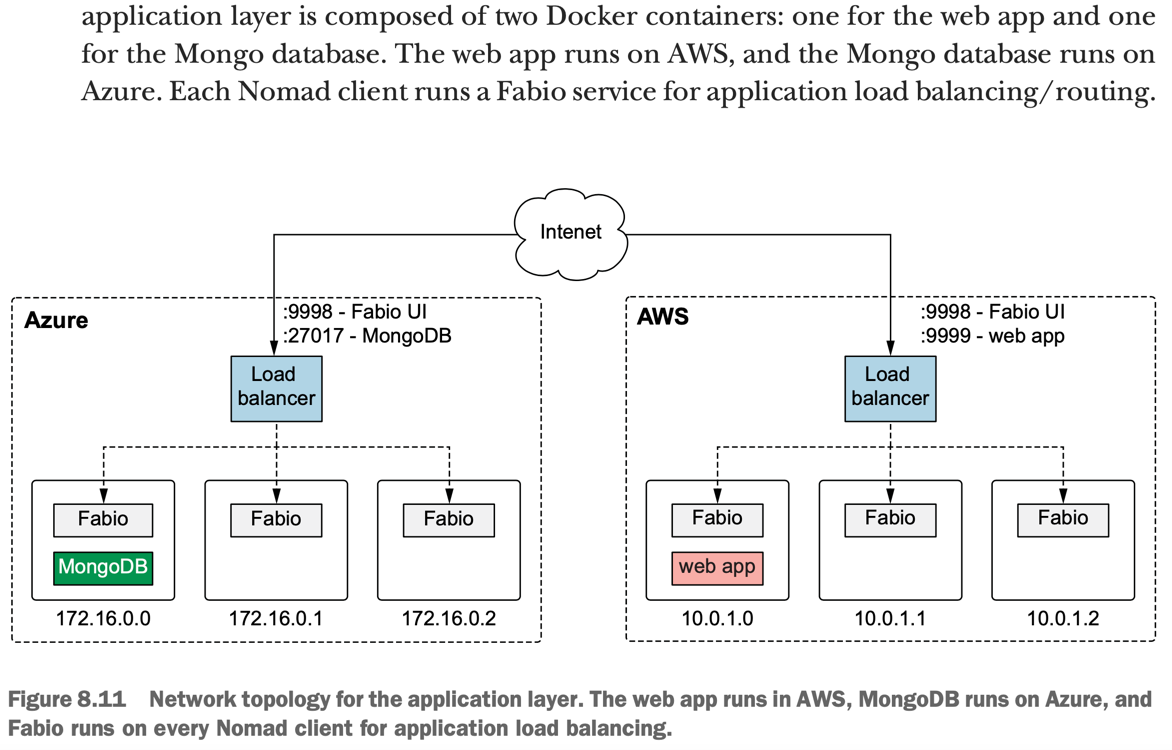 application layer is composed of two Docker containers: one for the web app and one
for the Mongo database. The web app runs on AWS, and the Mongo database runs on
Azure. Each Nomad client runs a Fabio service for application load balancing/routing.
Intenet
Azure
:9998 - Fabio UI
:27017 - MongoDB
Load
balancer
Fabio
Fabio
Fabio
MongoDB
172.16.0.0
172.16.0.1
172.16.0.2
AWS
:9998 - Fabio UI
:9999 - web app
Load
balancer
Fabio
Fabio
Fabio
web app
10.0.1.0
10.0.1.1
10.0.1.2
Figure 8.11 Network topology for the application layer. The web app runs in AWS, MongoDB runs on Azure, and
Fabio runs on every Nomad client for application load balancing.